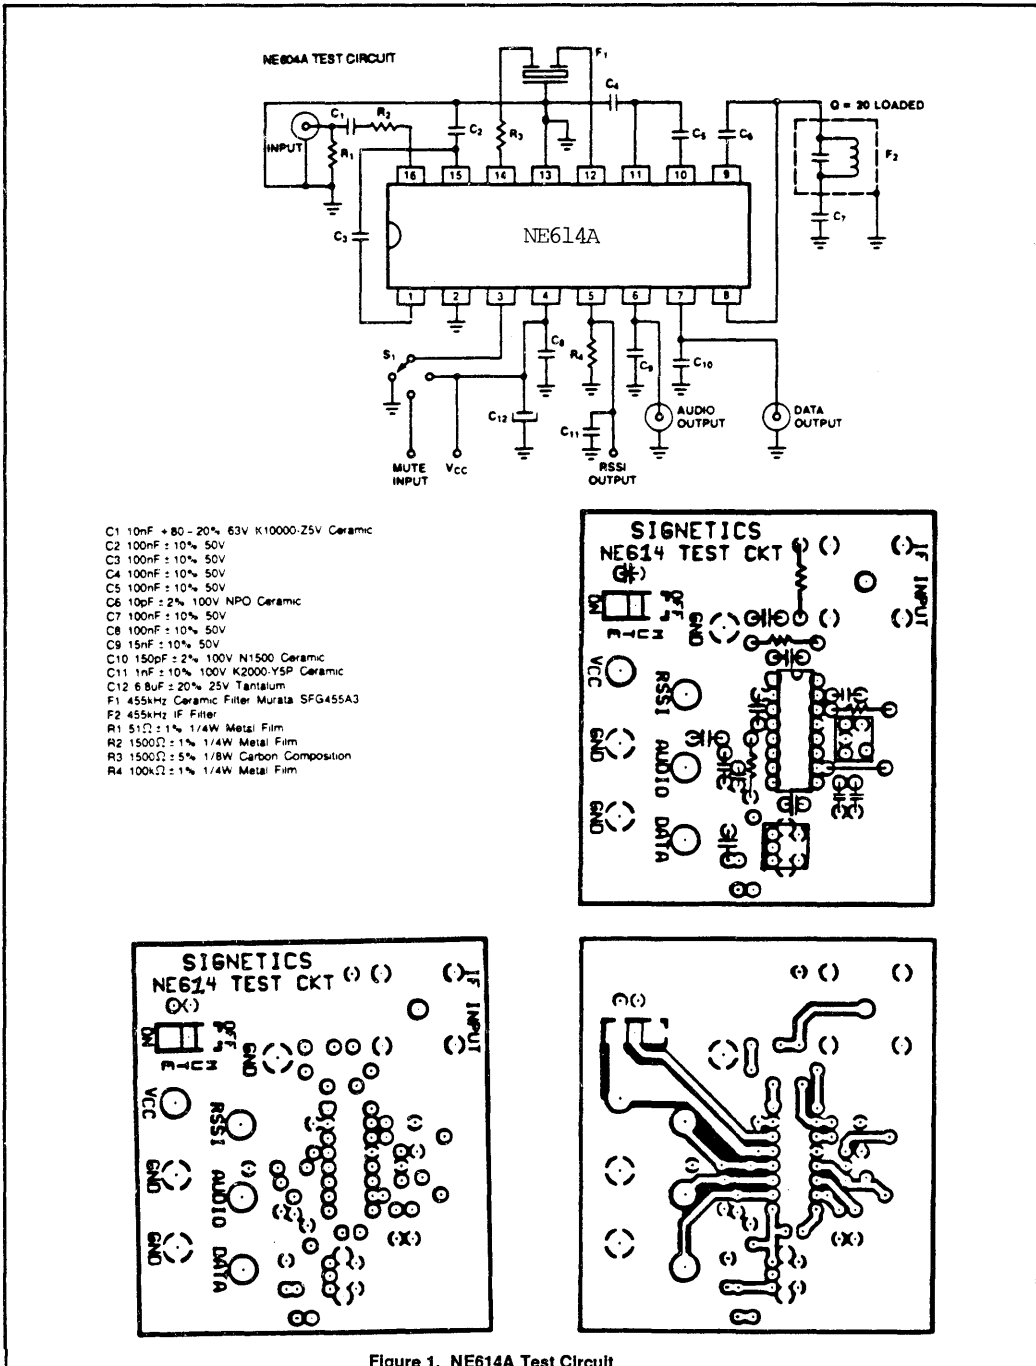 NE604A TEST CIRCUIT
F1
C4
Q = 20 LOADED
C1 R2
C2 R3 C5 C6
INPUT
R1
F2
16 15 14 13 12 11 10 9
C7
C3
NE614A
1 2 3 4 5 6 7 8
S1
C8 R4 C9 C10
C12 C11
AUDIO OUTPUT
DATA OUTPUT
MUTE INPUT
VCC
RSSI OUTPUT
C1 10nF +80 - 20% 63V K10000-Z5V Ceramic
C2 100nF ± 10% 50V
C3 100nF ± 10% 50V
C4 100nF ± 10% 50V
C5 100nF ± 10% 50V
C6 10pF ± 2% 100V NPO Ceramic
C7 100nF ± 10% 50V
C8 100nF ± 10% 50V
C9 15nF ± 10% 50V
C10 150pF ± 2% 100V N1500 Ceramic
C11 1nF ± 10% 100V K2000-Y5P Ceramic
C12 6.8uF ± 20% 25V Tantalum
F1 455kHz Ceramic Filter Murata SFG455A3
F2 455kHz IF Filter
R1 51Ω ± 1% 1/4W Metal Film
R2 1500Ω ± 1% 1/4W Metal Film
R3 1500Ω ± 5% 1/8W Carbon Composition
R4 100kΩ ± 1% 1/4W Metal Film
SIGNETICS
NE614 TEST CKT
IF INPUT
ON
OFF
MUTE
GND
VCC
RSSI
GND
AUDIO
GND
DATA
SIGNETICS
NE614 TEST CKT
IF INPUT
ON
OFF
MUTE
GND
VCC
RSSI
GND
AUDIO
GND
DATA
Figure 1. NE614A Test Circuit